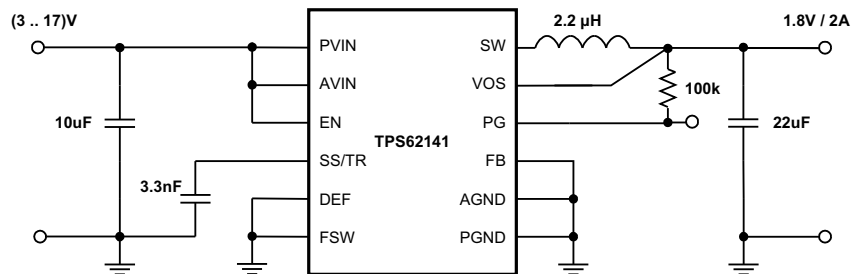 (3 .. 17)V
2.2 µH
1.8V / 2A
PVIN
SW
AVIN
VOS
100k
10uF
EN
TPS62141
PG
22uF
SS/TR
FB
3.3nF
DEF
AGND
FSW
PGND